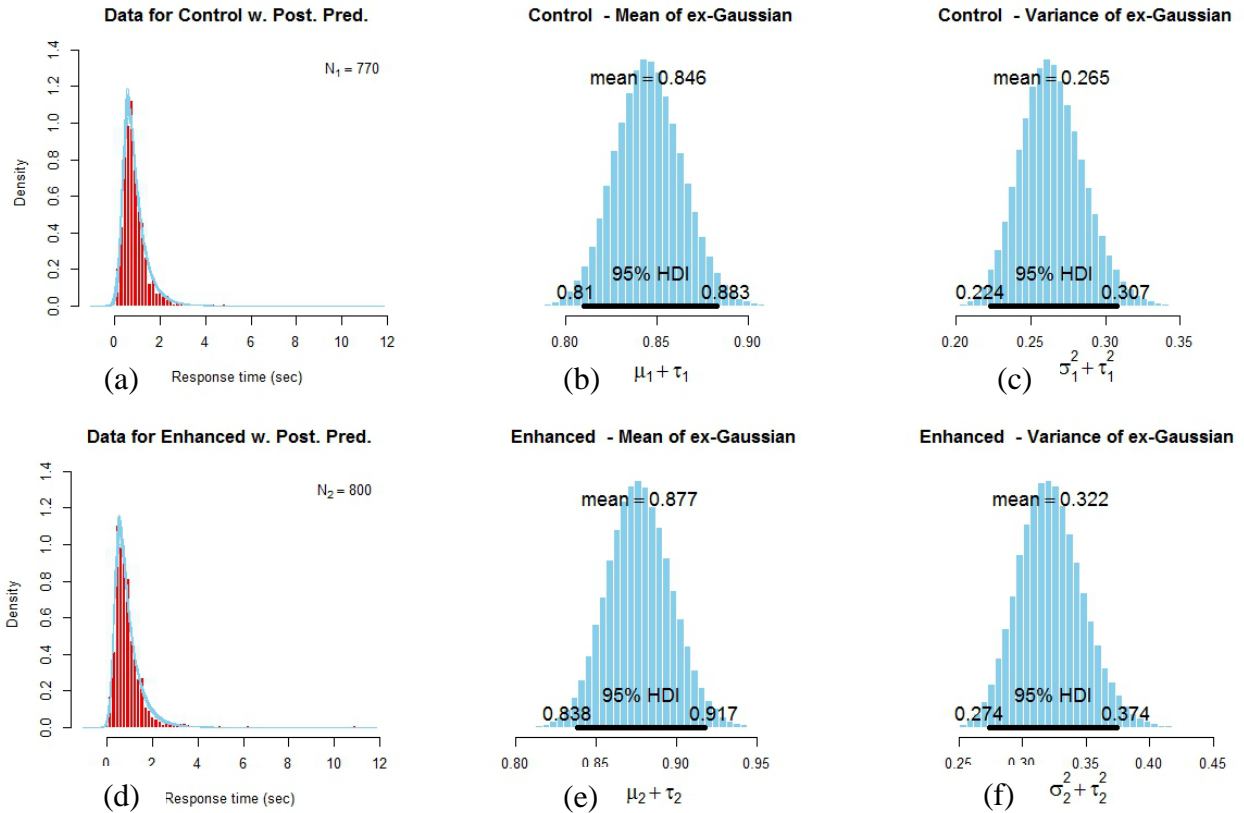 Data for Control w. Post. Pred.
N1 = 770
Density
0.0 0.2 0.4 0.6 0.8 1.0 1.2 1.4
0 2 4 6 8 10 12
(a) Response time (sec)
Control - Mean of ex-Gaussian
mean = 0.846
95% HDI
0.81 0.883
0.80 0.85 0.90
(b) μ1 + τ1
Control - Variance of ex-Gaussian
mean = 0.265
95% HDI
0.224 0.307
0.20 0.25 0.30 0.35
(c) σ1² + τ1²
Data for Enhanced w. Post. Pred.
N2 = 800
Density
0.0 0.2 0.4 0.6 0.8 1.0 1.2 1.4
0 2 4 6 8 10 12
(d) Response time (sec)
Enhanced - Mean of ex-Gaussian
mean = 0.877
95% HDI
0.838 0.917
0.80 0.85 0.90 0.95
(e) μ2 + τ2
Enhanced - Variance of ex-Gaussian
mean = 0.322
95% HDI
0.274 0.374
0.25 0.30 0.35 0.40 0.45
(f) σ2² + τ2²